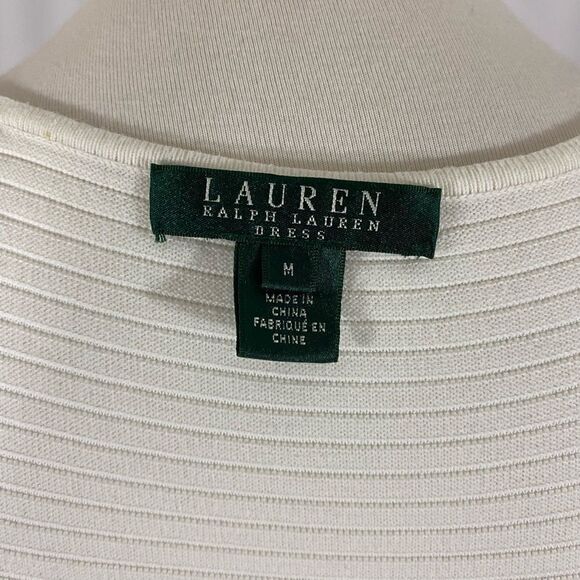 LAUREN
RALPH LAUREN
DRESS
M
MADE IN
CHINA
FABRIQUÉ EN
CHINE